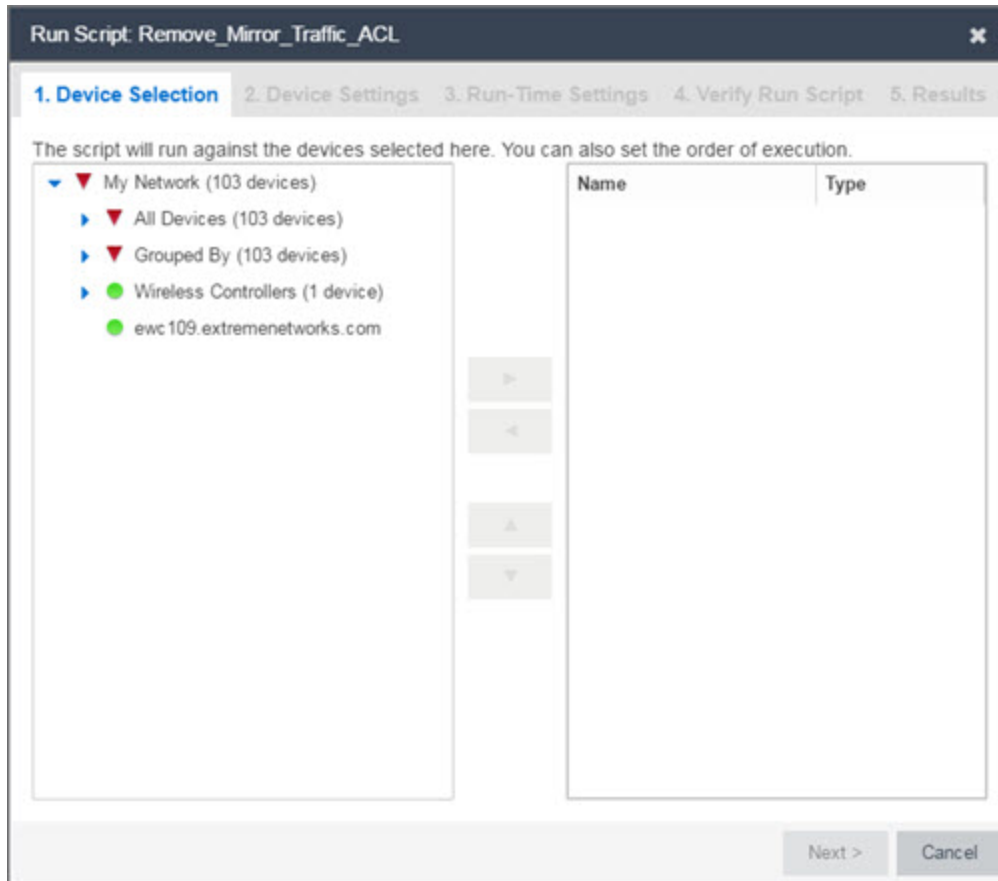 Run Script: Remove_Mirror_Traffic_ACL
1. Device Selection 2. Device Settings 3. Run-Time Settings 4. Verify Run Script 5. Results
The script will run against the devices selected here. You can also set the order of execution.
My Network (103 devices)
All Devices (103 devices)
Grouped By (103 devices)
Wireless Controllers (1 device)
ewc109.extremenetworks.com
Name Type
Next > Cancel